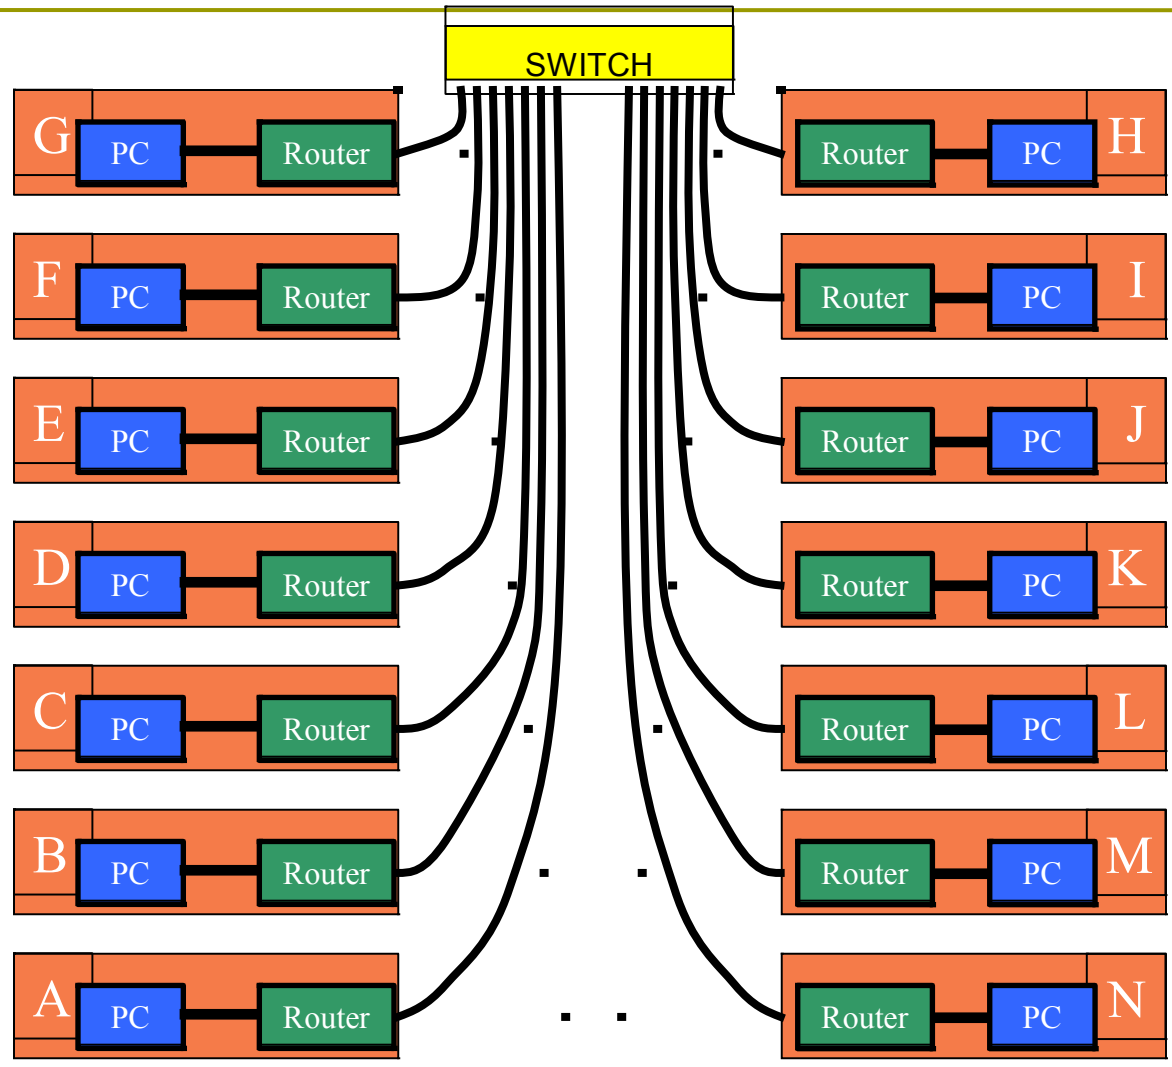 SWITCH
G PC Router
Router PC H
F PC Router
Router PC I
E PC Router
Router PC J
D PC Router
Router PC K
C PC Router
Router PC L
B PC Router
Router PC M
A PC Router
Router PC N